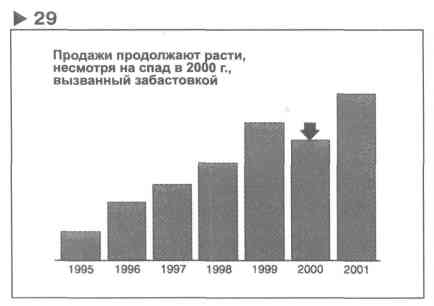 ▶ 29
Продажи продолжают расти,
несмотря на спад в 2000 г.,
вызванный забастовкой
1995 1996 1997 1998 1999 2000 2001